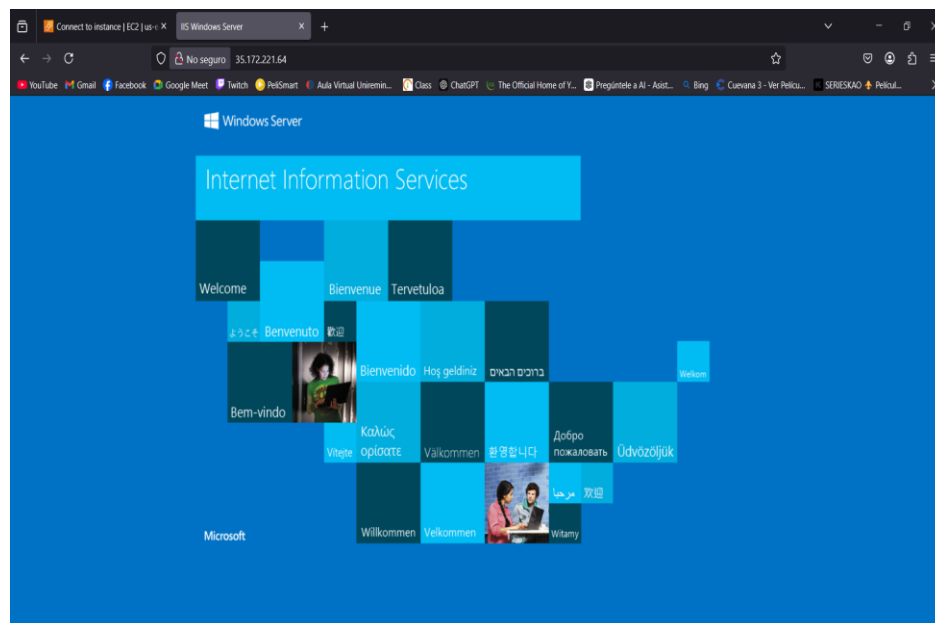 Connect to instance | EC2 | us-e
IIS Windows Server
No seguro 35.172.221.64
YouTube Gmail Facebook Google Meet Twitch PeliSmart Aula Virtual Uniremin... Class ChatGPT The Official Home of Y... Pregúntele a AI - Asist... Bing Cuevana 3 - Ver Pelícu... SERIESKAO Pelicul...
Windows Server
Internet Information Services
Welcome
Bienvenue
Tervetuloa
ようこそ
Benvenuto
歡迎
Bienvenido
Hoş geldiniz
ברוכים הבאים
Welkom
Bem-vindo
Vítejte
Καλώς
ορίσατε
Välkommen
환영합니다
Добро
пожаловать
Üdvözöljük
مرحبا
欢迎
Microsoft
Willkommen
Velkommen
Witamy